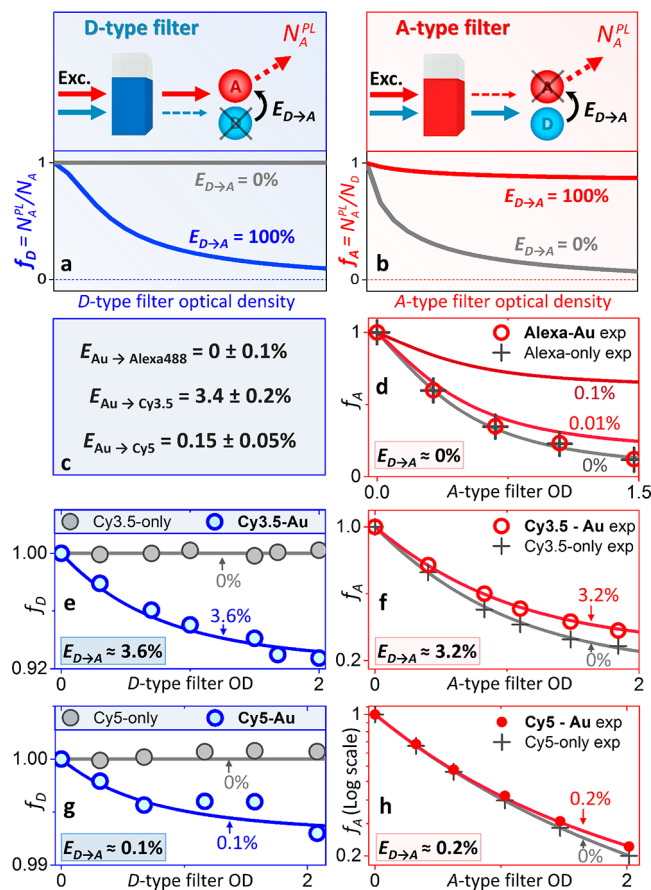 D-type filter
N_A^PL
Exc.
A
D
E_D→A
1
E_D→A = 0%
E_D→A = 100%
f_D = N_A^PL/N_A
a
0
D-type filter optical density
A-type filter
N_A^PL
Exc.
A
D
E_D→A
1
E_D→A = 100%
E_D→A = 0%
f_A = N_A^PL/N_D
b
0
A-type filter optical density
E_Au → Alexa488 = 0 ± 0.1%
E_Au → Cy3.5 = 3.4 ± 0.2%
E_Au → Cy5 = 0.15 ± 0.05%
c
1
Alexa-Au exp
Alexa-only exp
f_A
d
0.1%
0.01%
0%
E_D→A ≈ 0%
0
0.0
1.5
A-type filter OD
Cy3.5-only
Cy3.5-Au
1.00
f_D
0%
e
3.6%
E_D→A ≈ 3.6%
0.92
0
2
D-type filter OD
1.0
Cy3.5 - Au exp
Cy3.5-only exp
f_A
f
3.2%
0%
E_D→A ≈ 3.2%
0.2
0
2
A-type filter OD
Cy5-only
Cy5-Au
1.00
f_D
0%
g
0.1%
E_D→A ≈ 0.1%
0.99
0
2
D-type filter OD
1
Cy5 - Au exp
Cy5-only exp
f_A (Log scale)
h
0.2%
0%
E_D→A ≈ 0.2%
0.2
0
2
A-type filter OD